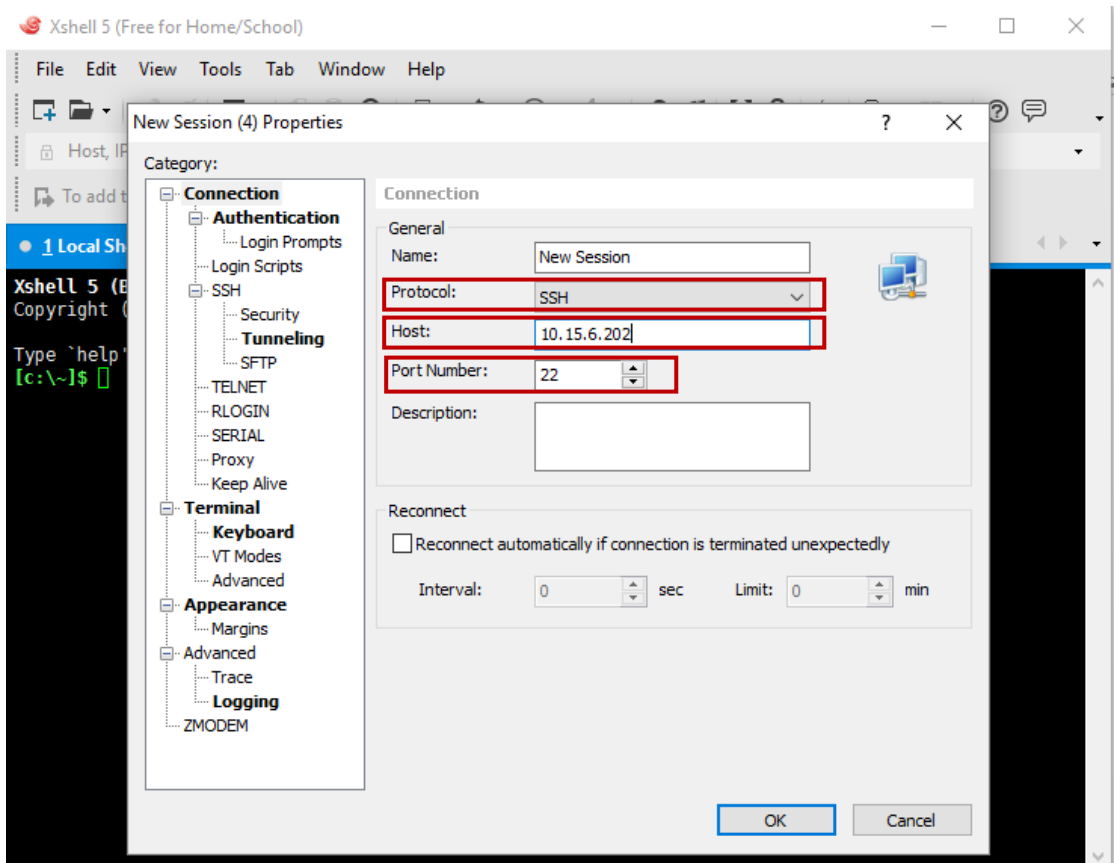 Xshell 5 (Free for Home/School)
File Edit View Tools Tab Window Help
New Session (4) Properties
?
Host, IP
To add t
1 Local Sh
Xshell 5 (B
Copyright (
Type `help'
[c:\~]$
Category:
Connection
Authentication
Login Prompts
Login Scripts
SSH
Security
Tunneling
SFTP
TELNET
RLOGIN
SERIAL
Proxy
Keep Alive
Terminal
Keyboard
VT Modes
Advanced
Appearance
Margins
Advanced
Trace
Logging
ZMODEM
Connection
General
Name: New Session
Protocol: SSH
Host: 10.15.6.202
Port Number: 22
Description:
Reconnect
Reconnect automatically if connection is terminated unexpectedly
Interval: 0 sec Limit: 0 min
OK Cancel